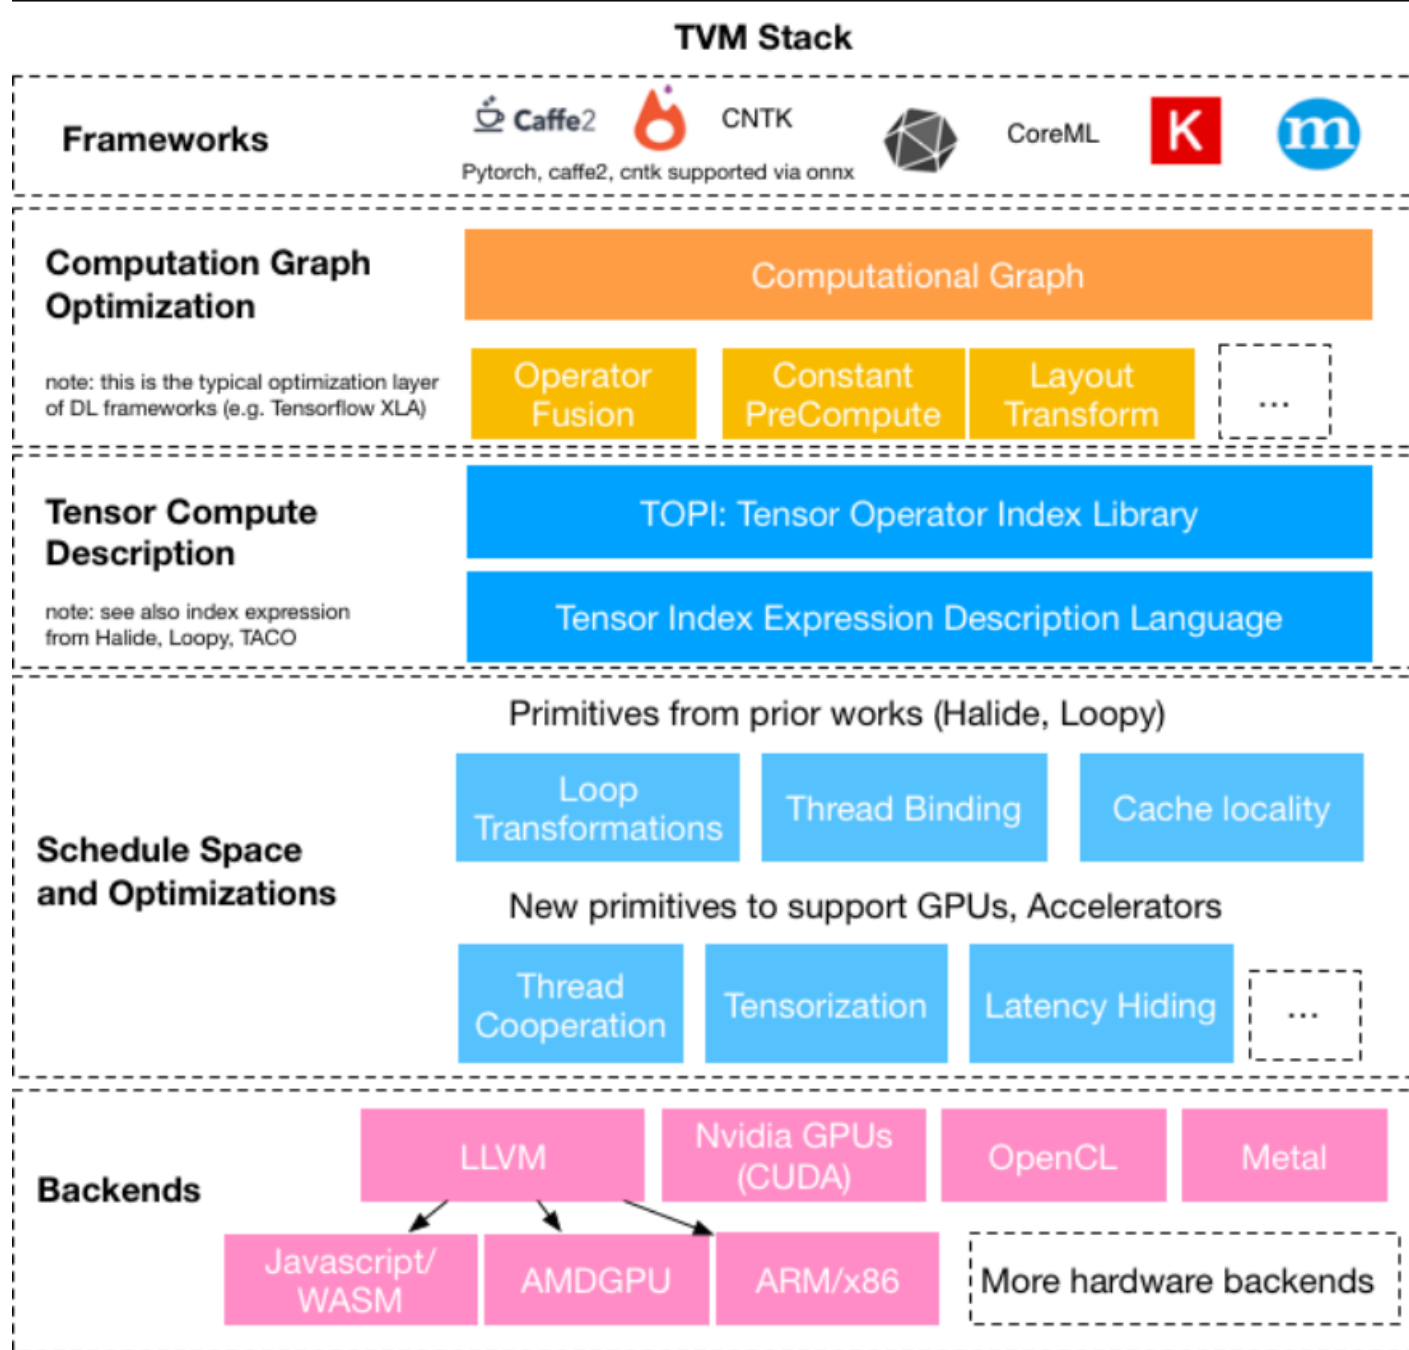 TVM Stack
Frameworks
Caffe2
CNTK
CoreML
K
m
Pytorch, caffe2, cntk supported via onnx
Computation Graph
Optimization
note: this is the typical optimization layer
of DL frameworks (e.g. Tensorflow XLA)
Computational Graph
Operator
Fusion
Constant
PreCompute
Layout
Transform
...
Tensor Compute
Description
note: see also index expression
from Halide, Loopy, TACO
TOPI: Tensor Operator Index Library
Tensor Index Expression Description Language
Schedule Space
and Optimizations
Primitives from prior works (Halide, Loopy)
Loop
Transformations
Thread Binding
Cache locality
New primitives to support GPUs, Accelerators
Thread
Cooperation
Tensorization
Latency Hiding
...
Backends
LLVM
Nvidia GPUs
(CUDA)
OpenCL
Metal
Javascript/
WASM
AMDGPU
ARM/x86
More hardware backends